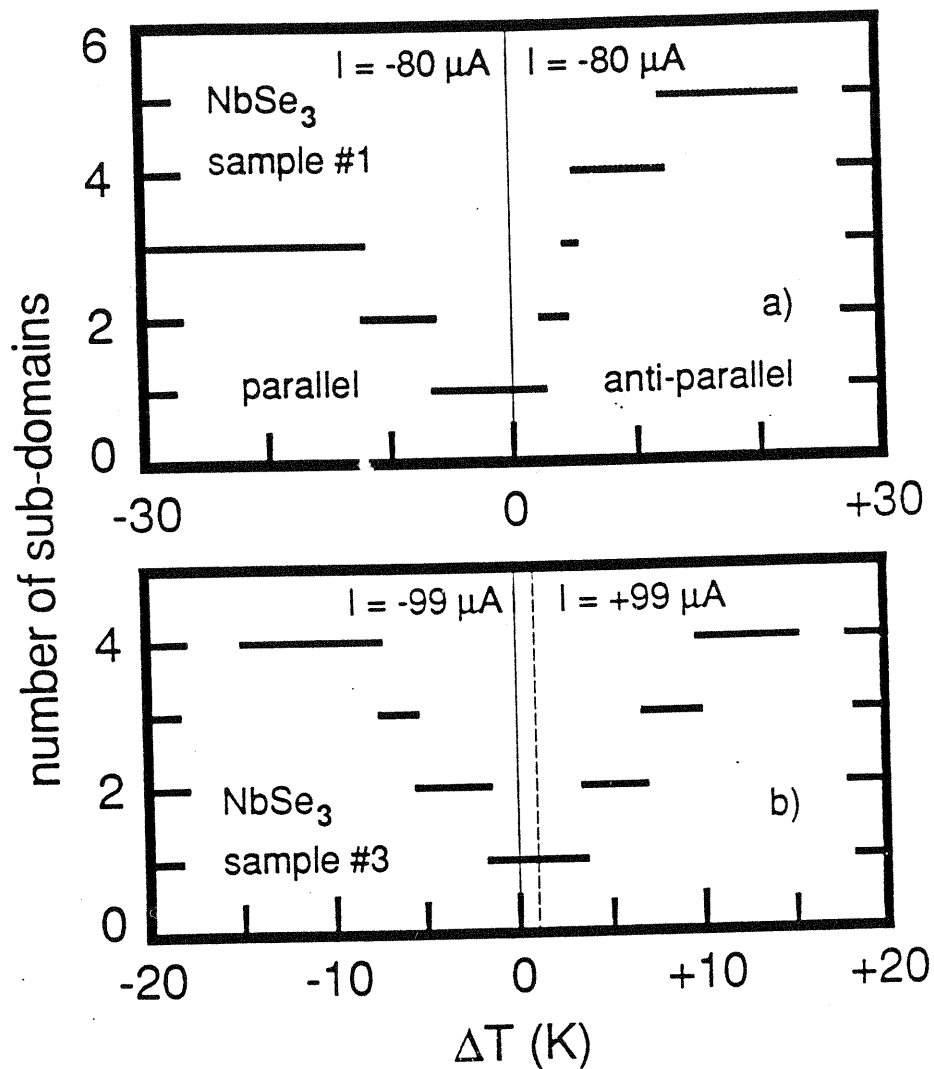 number of sub-domains
6
4
2
0
I = -80 μA
I = -80 μA
NbSe3
sample #1
a)
parallel
anti-parallel
-30
0
+30
I = -99 μA
I = +99 μA
4
2
0
NbSe3
sample #3
b)
-20
-10
0
+10
+20
ΔT (K)